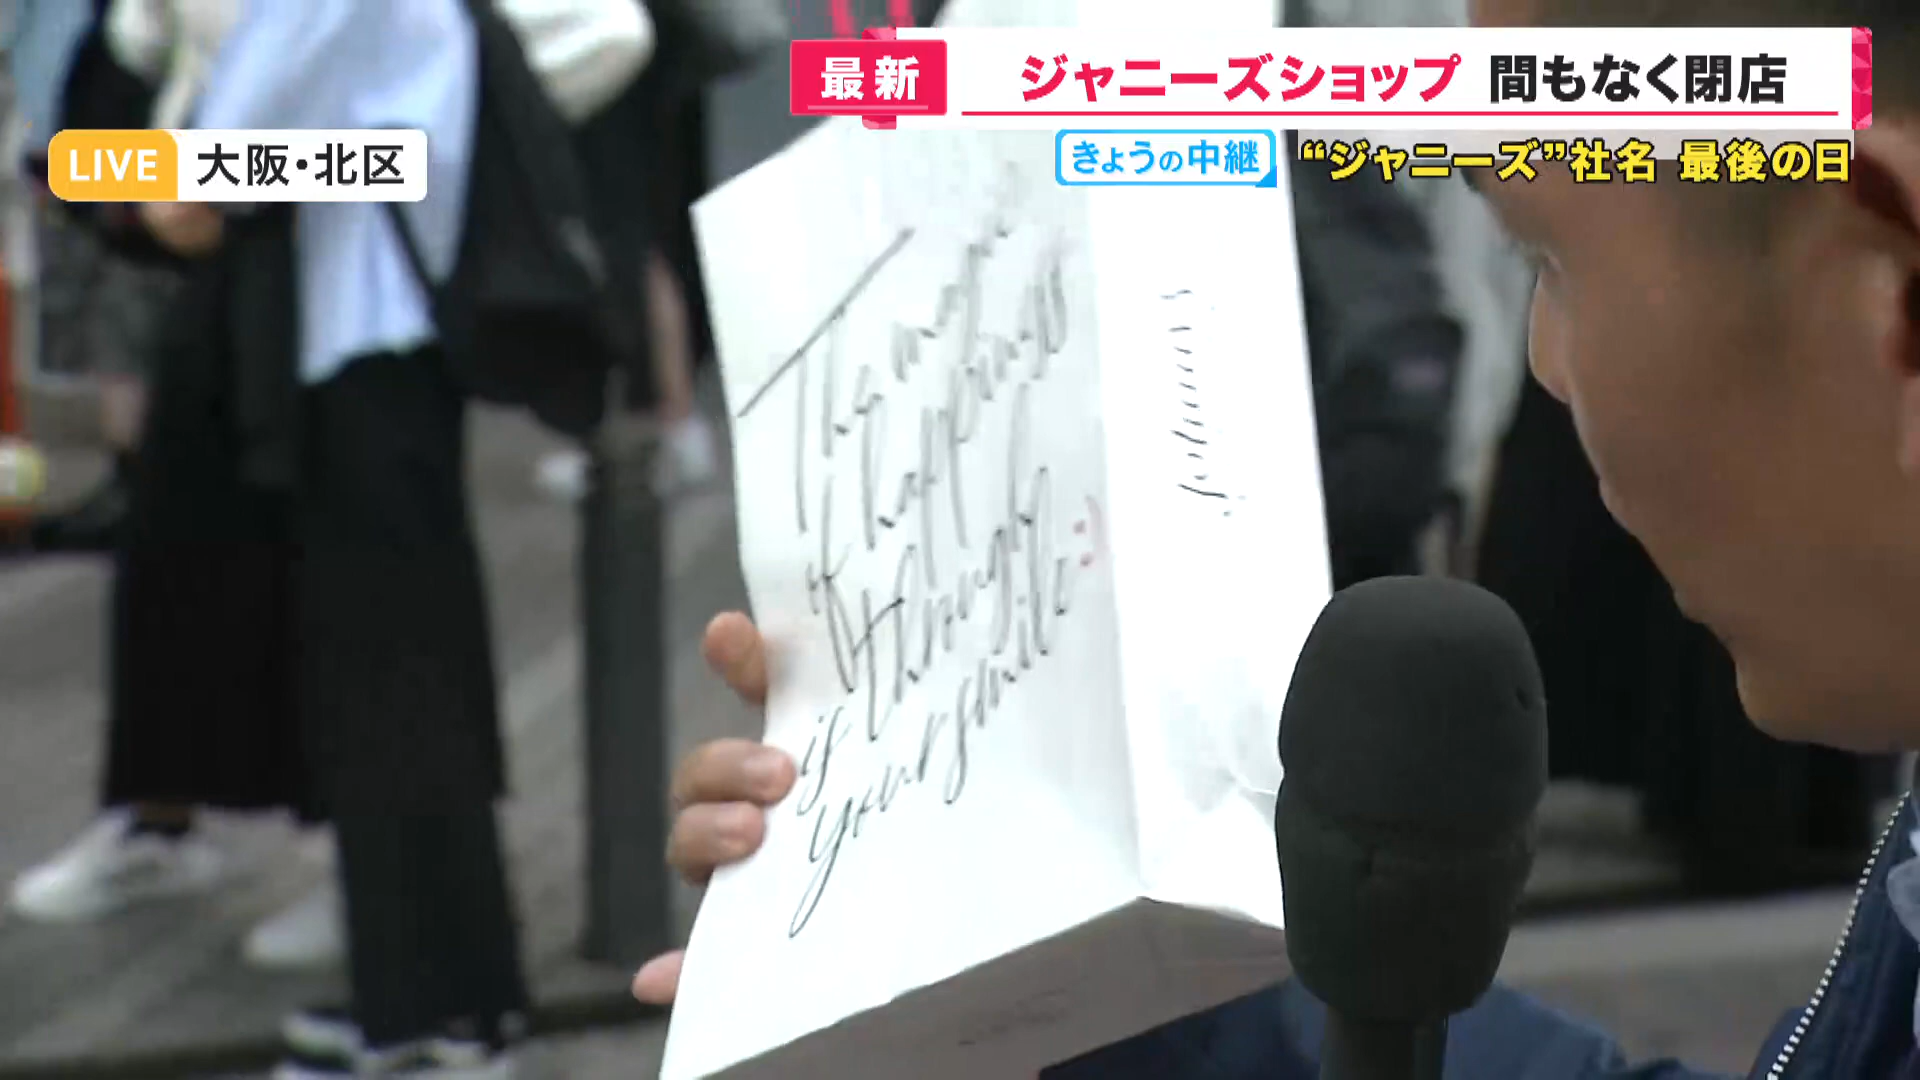 最新
ジャニーズショップ 間もなく閉店
LIVE 大阪・北区
きょうの中継 “ジャニーズ”社名 最後の日
The magic
of happiness
is through
your smile :)